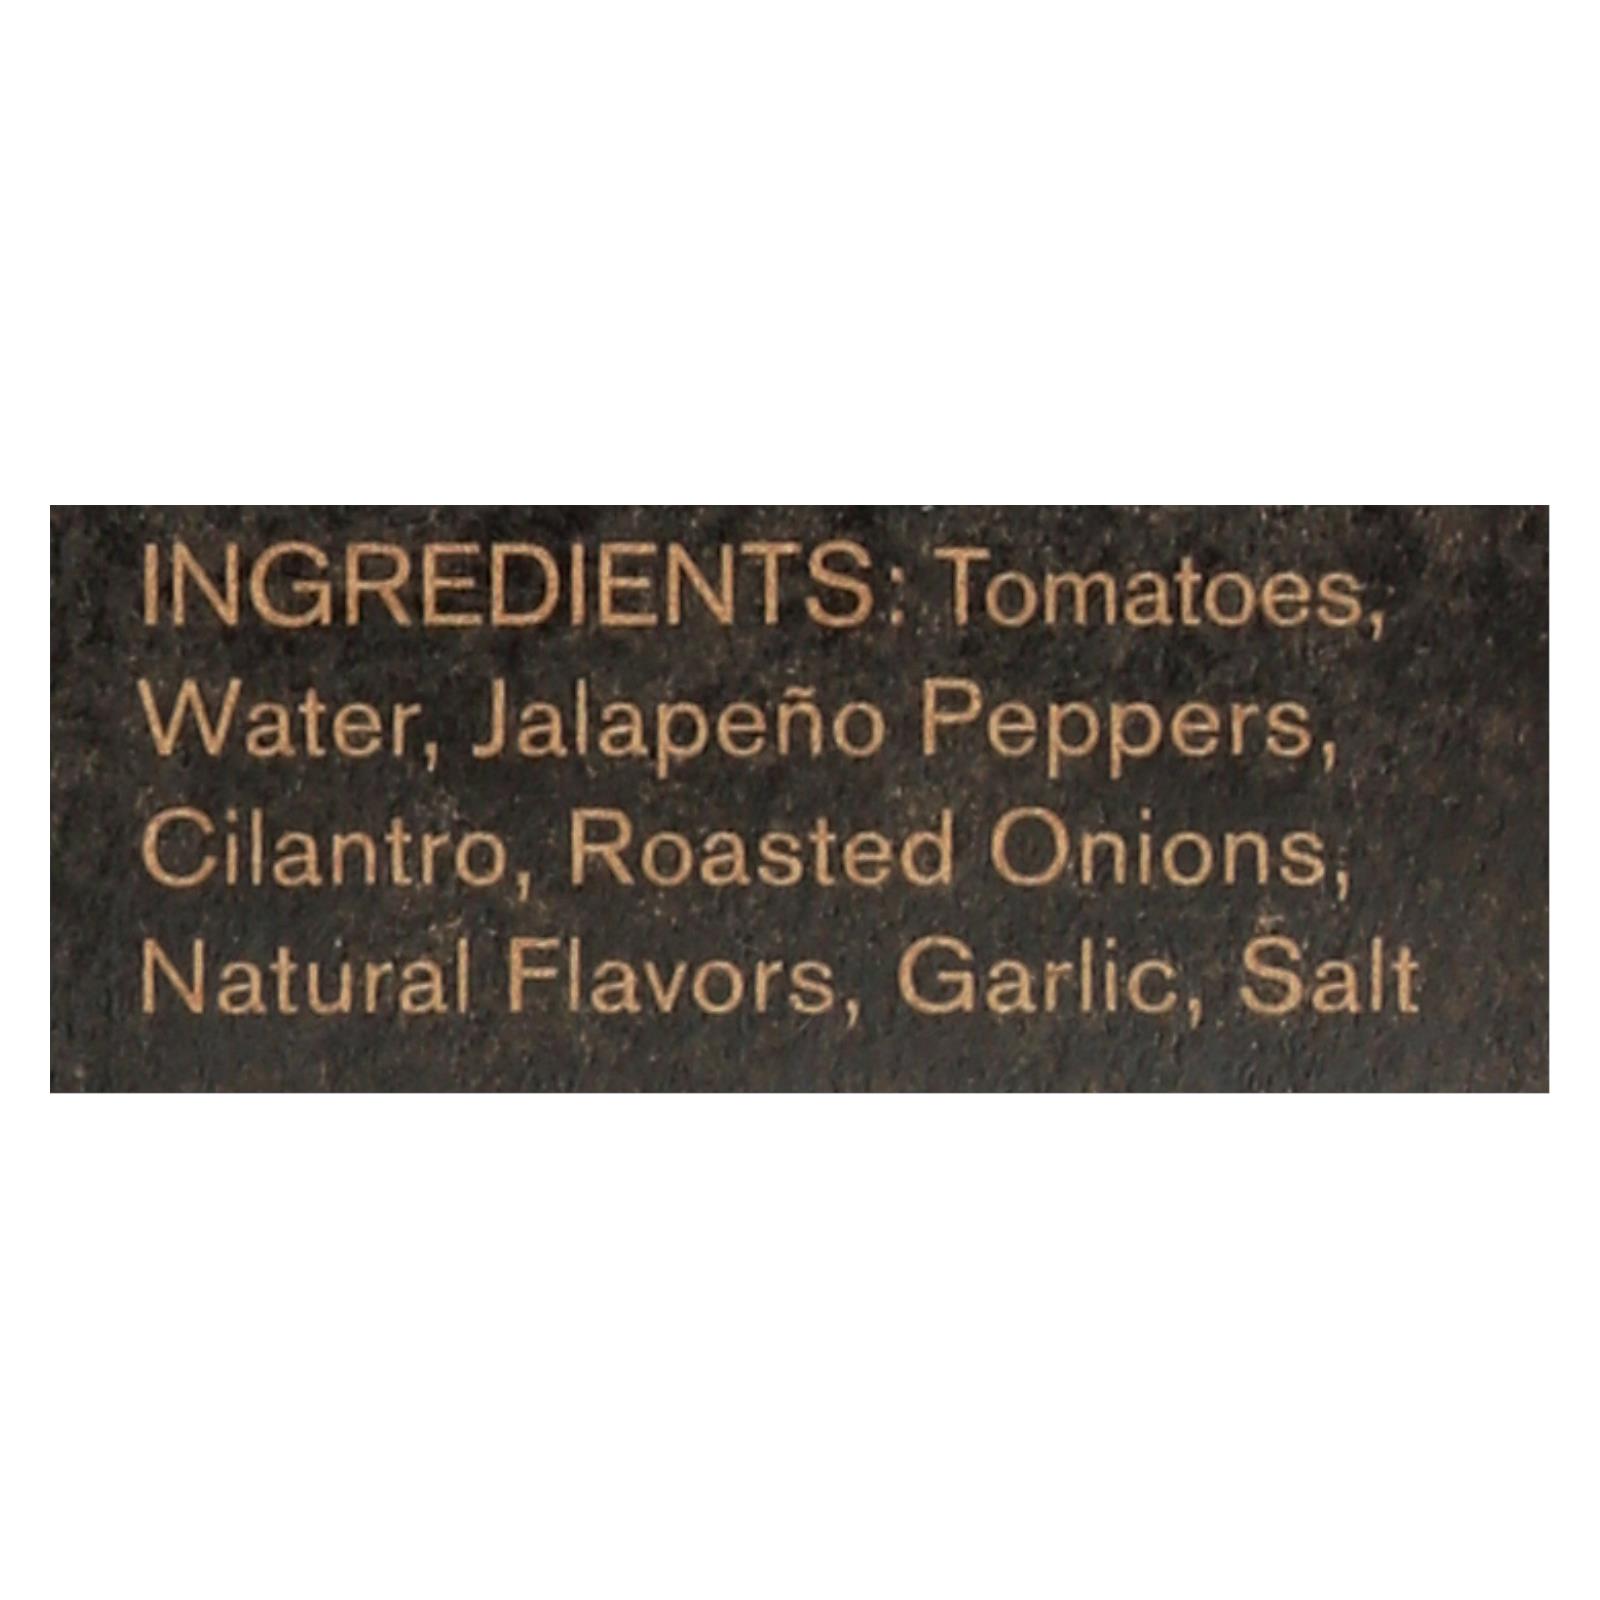 INGREDIENTS: Tomatoes,
Water, Jalapeño Peppers,
Cilantro, Roasted Onions,
Natural Flavors, Garlic, Salt